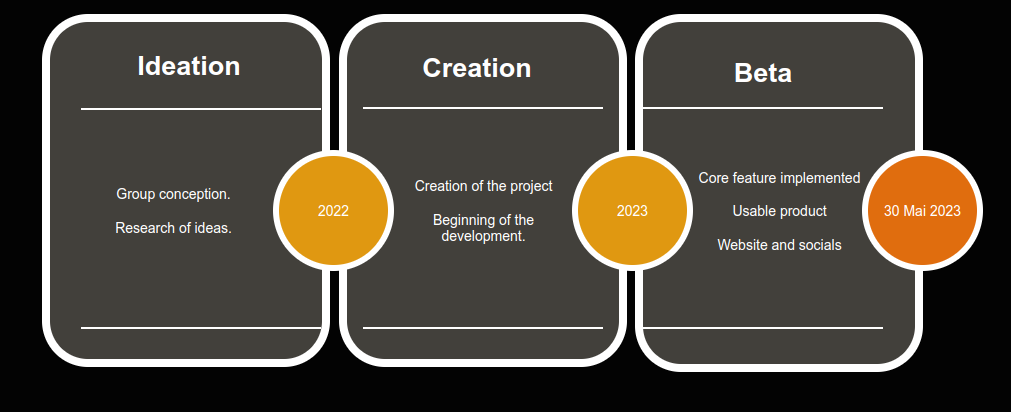 Ideation
Group conception.
Research of ideas.
2022
Creation
Creation of the project
Beginning of the
development.
2023
Beta
Core feature implemented
Usable product
Website and socials
30 Mai 2023